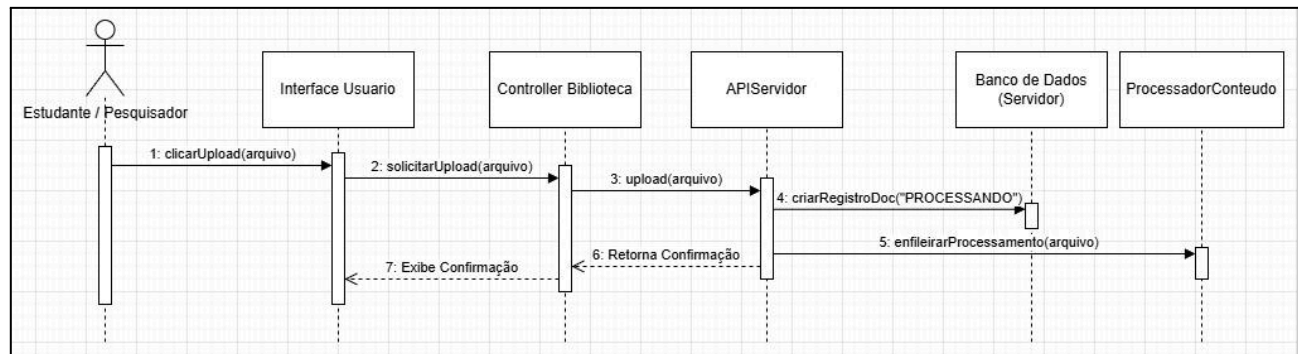 Estudante / Pesquisador
Interface Usuario
Controller Biblioteca
APIServidor
Banco de Dados
(Servidor)
ProcessadorConteudo
1: clicarUpload(arquivo)
2: solicitarUpload(arquivo)
3: upload(arquivo)
4: criarRegistroDoc("PROCESSANDO")
5: enfileirarProcessamento(arquivo)
6: Retorna Confirmação
7: Exibe Confirmação